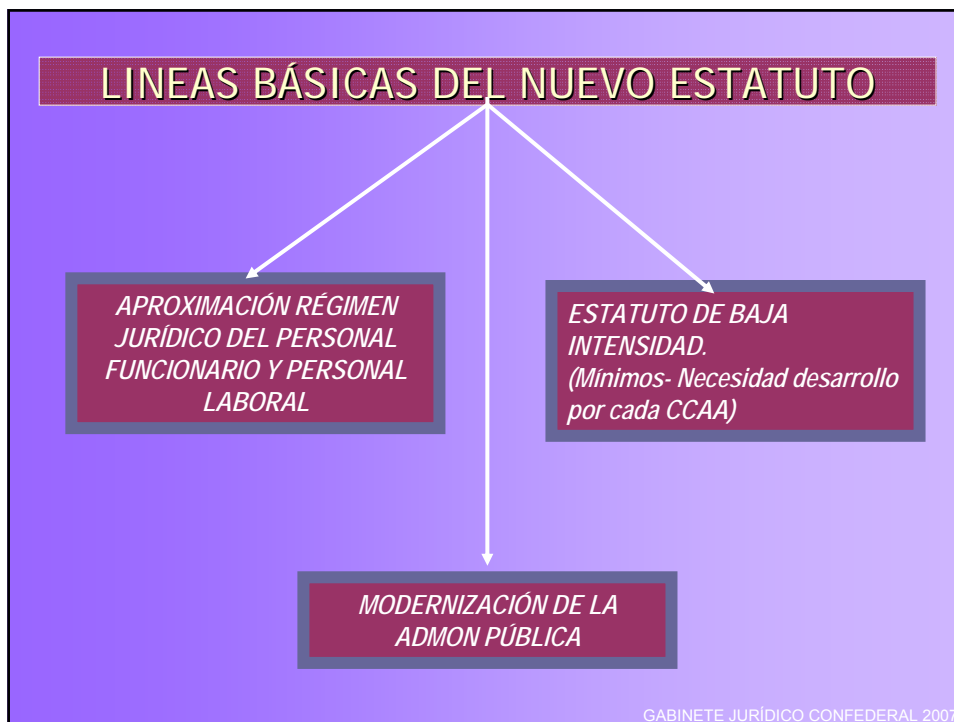 LINEAS BÁSICAS DEL NUEVO ESTATUTO
APROXIMACIÓN RÉGIMEN
JURÍDICO DEL PERSONAL
FUNCIONARIO Y PERSONAL
LABORAL
ESTATUTO DE BAJA
INTENSIDAD.
(Mínimos- Necesidad desarrollo
por cada CCAA)
MODERNIZACIÓN DE LA
ADMON PÚBLICA
GABINETE JURÍDICO CONFEDERAL 2007